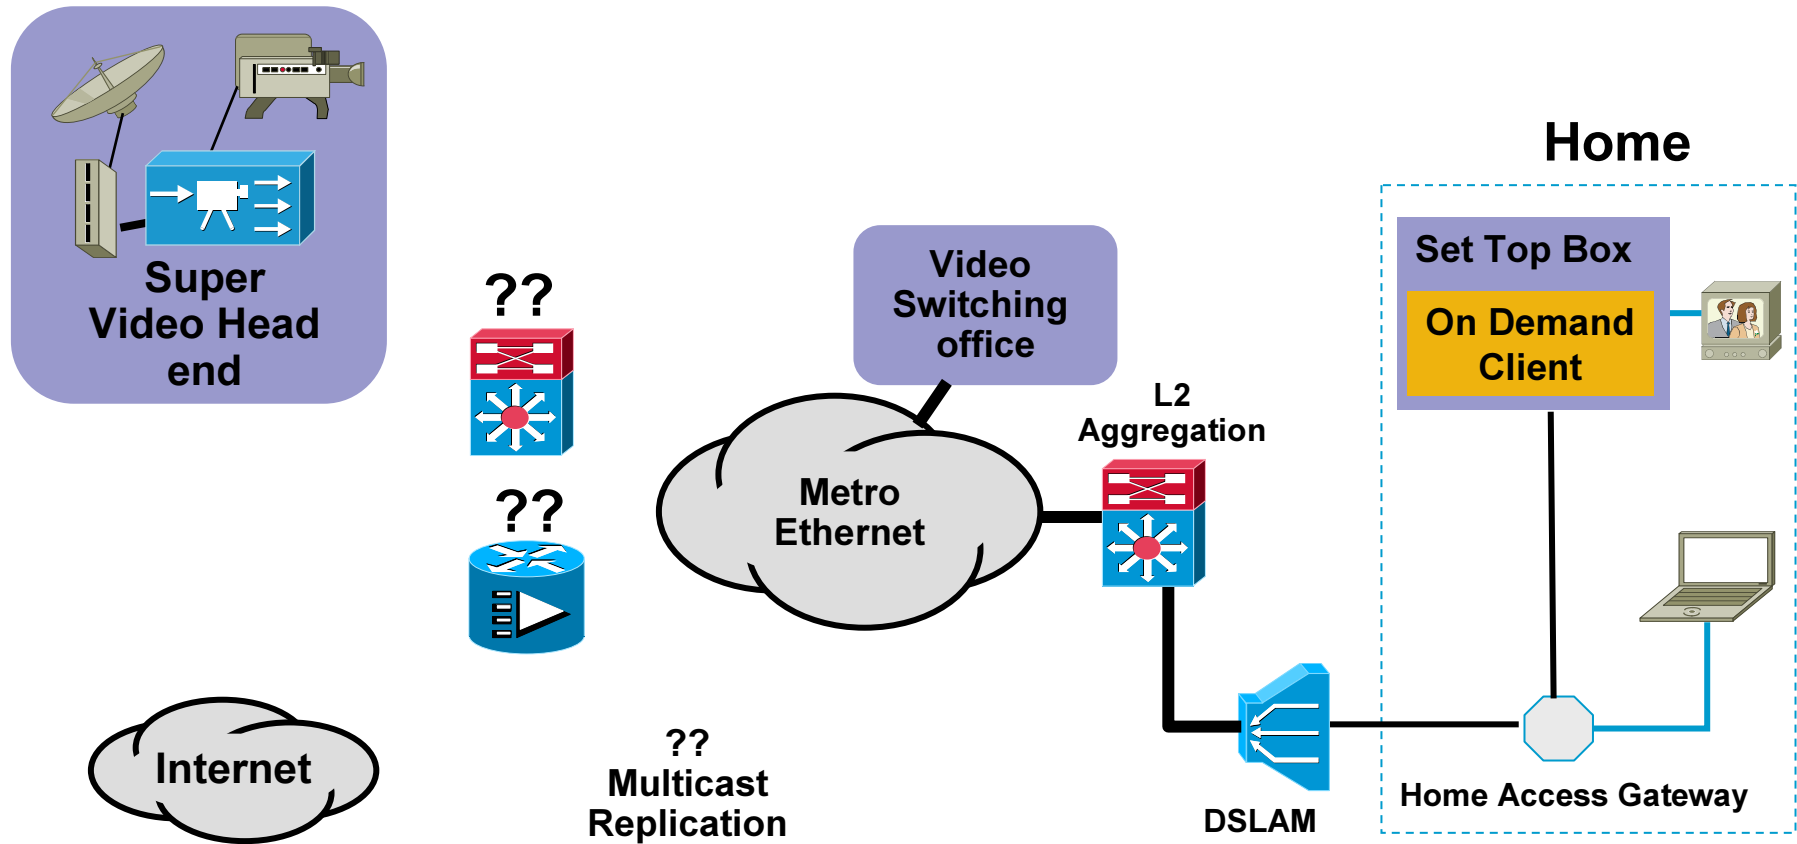 Super
Video Head
end
??
??
Internet
??
Multicast
Replication
Metro
Ethernet
Video
Switching
office
L2
Aggregation
DSLAM
Home
Set Top Box
On Demand
Client
Home Access Gateway